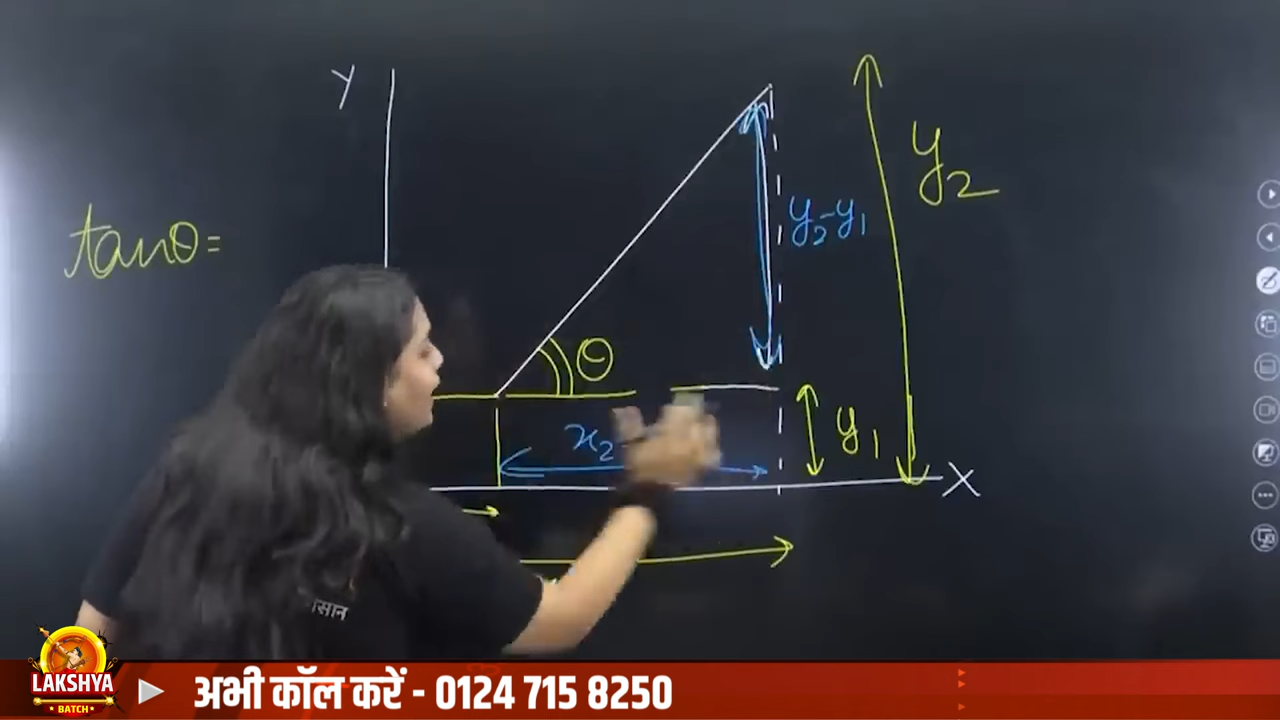 Y
y₂
tanθ=
y₂-y₁
θ
x₂
y₁
X
सान
LAKSHYA
BATCH
अभी कॉल करें - 0124 715 8250